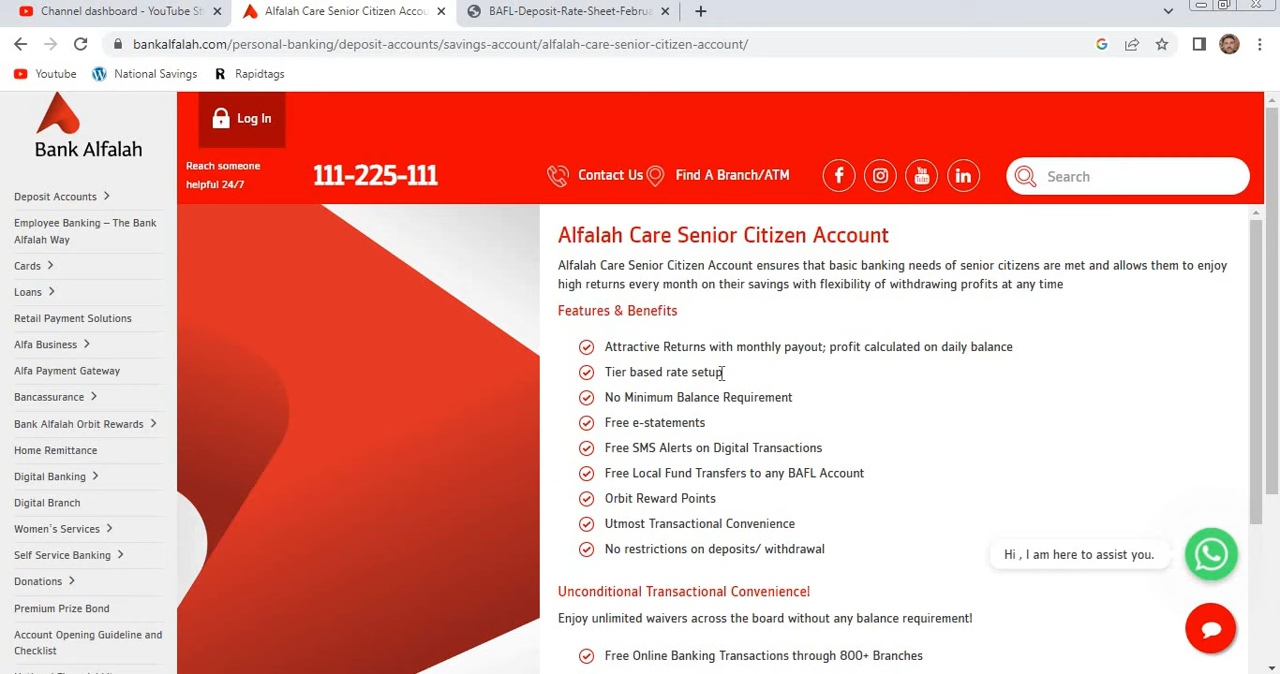 Channel dashboard - YouTube St
Alfalah Care Senior Citizen Accou
BAFL-Deposit-Rate-Sheet-Februa
bankalfalah.com/personal-banking/deposit-accounts/savings-account/alfalah-care-senior-citizen-account/
Youtube
National Savings
Rapidtags
Bank Alfalah
Log In
Reach someone
helpful 24/7
111-225-111
Contact Us
Find A Branch/ATM
Search
Deposit Accounts
Employee Banking – The Bank
Alfalah Way
Cards
Loans
Retail Payment Solutions
Alfa Business
Alfa Payment Gateway
Bancassurance
Bank Alfalah Orbit Rewards
Home Remittance
Digital Banking
Digital Branch
Women's Services
Self Service Banking
Donations
Premium Prize Bond
Account Opening Guideline and
Checklist
Alfalah Care Senior Citizen Account
Alfalah Care Senior Citizen Account ensures that basic banking needs of senior citizens are met and allows them to enjoy
high returns every month on their savings with flexibility of withdrawing profits at any time
Features & Benefits
Attractive Returns with monthly payout; profit calculated on daily balance
Tier based rate setup
No Minimum Balance Requirement
Free e-statements
Free SMS Alerts on Digital Transactions
Free Local Fund Transfers to any BAFL Account
Orbit Reward Points
Utmost Transactional Convenience
No restrictions on deposits/ withdrawal
Unconditional Transactional Convenience!
Enjoy unlimited waivers across the board without any balance requirement!
Free Online Banking Transactions through 800+ Branches
Hi , I am here to assist you.